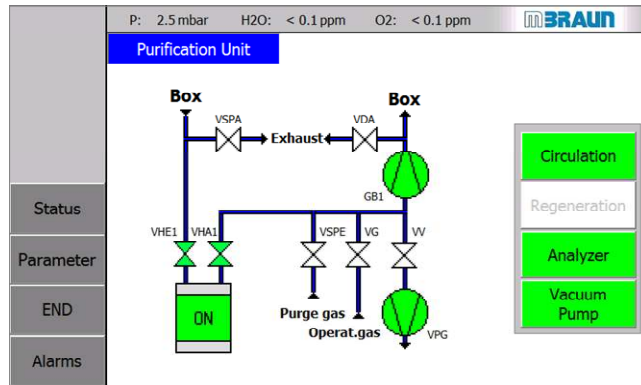 P: 2.5 mbar H2O: < 0.1 ppm O2: < 0.1 ppm mBRAUN
Purification Unit
Box Box
VSPA VDA
Exhaust
Circulation
GB1
Status
Regeneration
VHE1 VHA1 VSPE VG VV
Parameter
Analyzer
END
ON
Purge gas
Vacuum
Pump
Operat.gas
VPG
Alarms